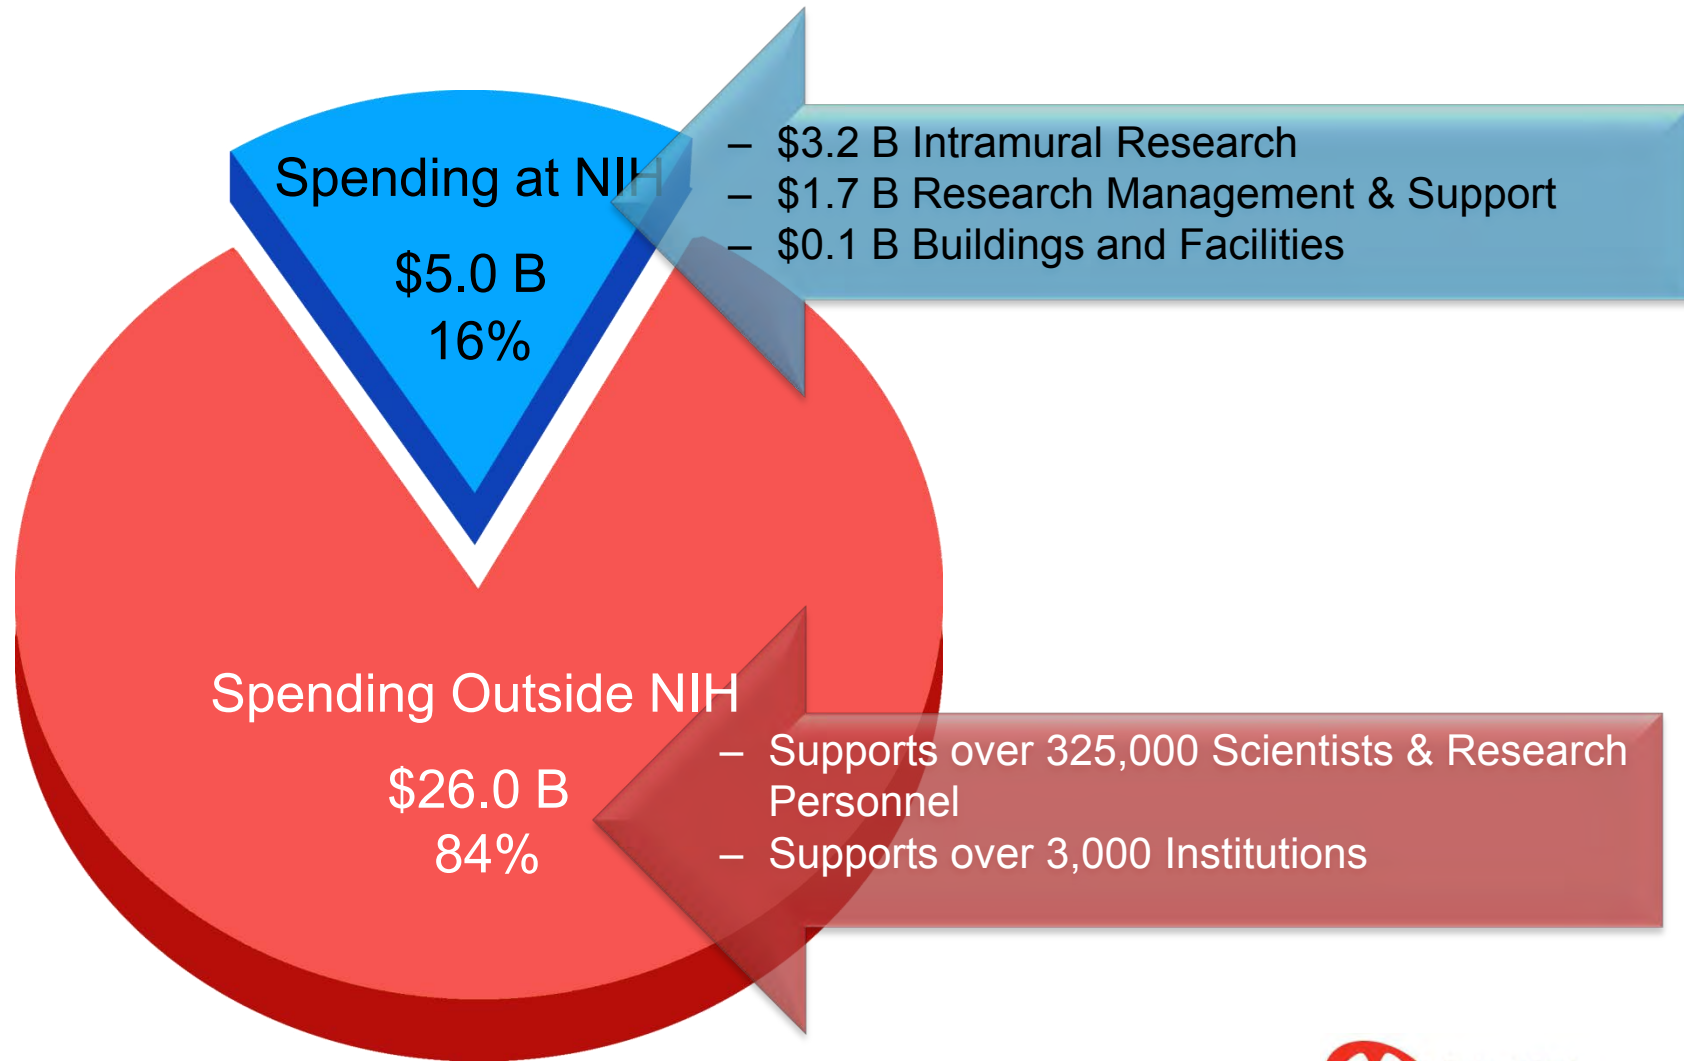 Spending at NIH
$5.0 B
16%
– $3.2 B Intramural Research
– $1.7 B Research Management & Support
– $0.1 B Buildings and Facilities
Spending Outside NIH
$26.0 B
84%
– Supports over 325,000 Scientists & Research
Personnel
– Supports over 3,000 Institutions